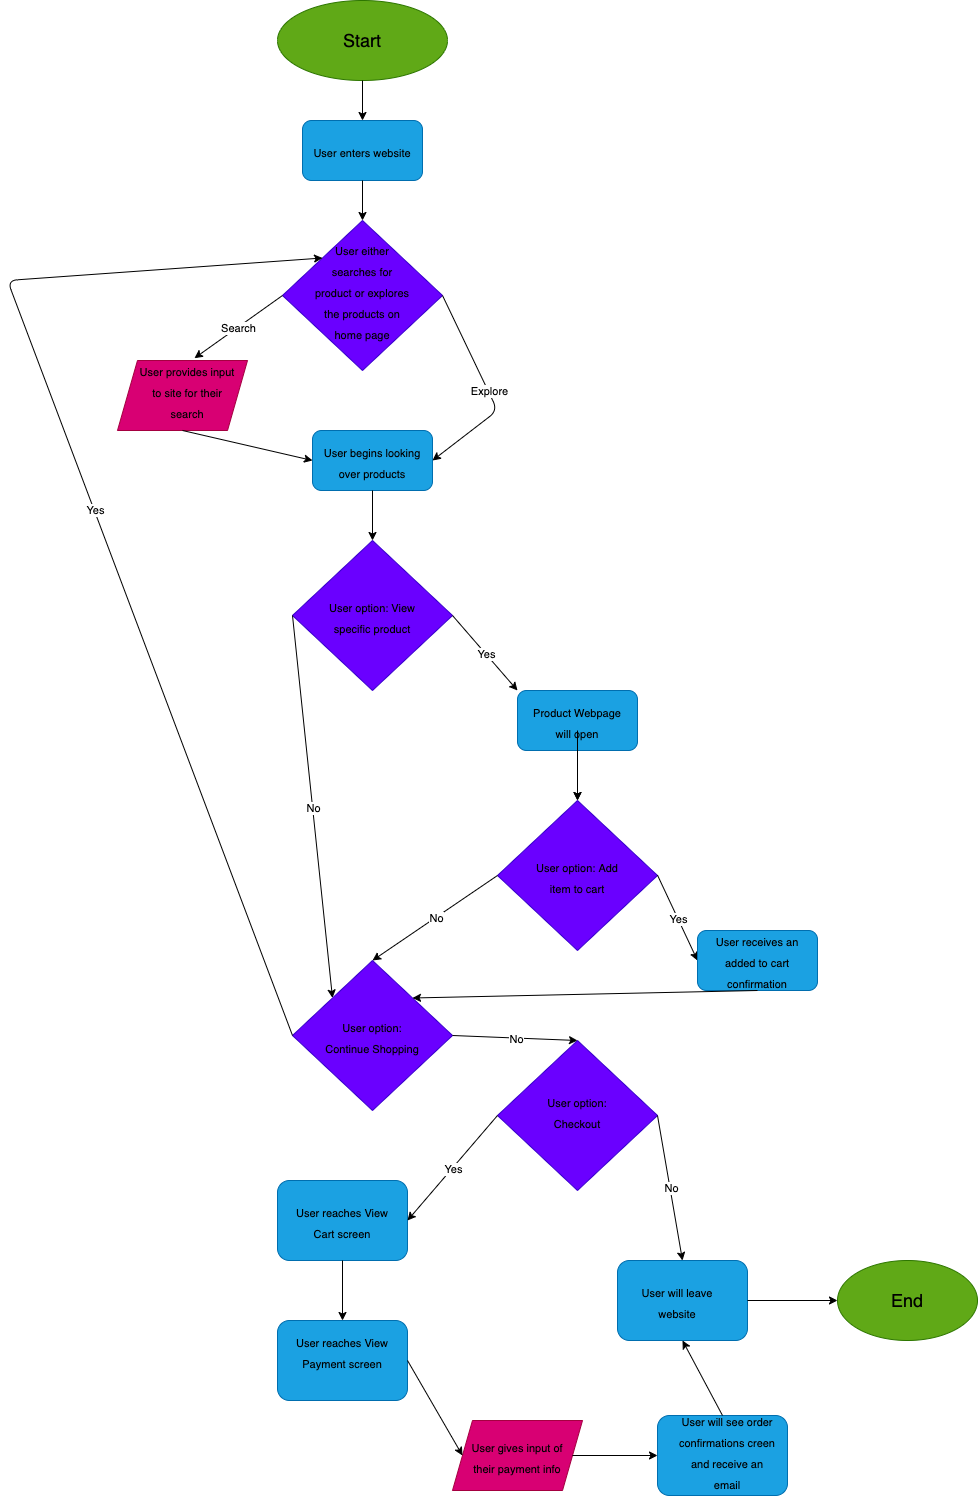 Start
User enters website
User either
searches for
product or explores
the products on
home page
Search
Explore
User provides input
to site for their
search
User begins looking
over products
Yes
User option: View
specific product
Yes
Product Webpage
will open
No
User option: Add
item to cart
No
Yes
User receives an
added to cart
confirmation
User option:
Continue Shopping
No
User option:
Checkout
Yes
No
User reaches View
Cart screen
User will leave
website
End
User reaches View
Payment screen
User gives input of
their payment info
User will see order
confirmations creen
and receive an
email